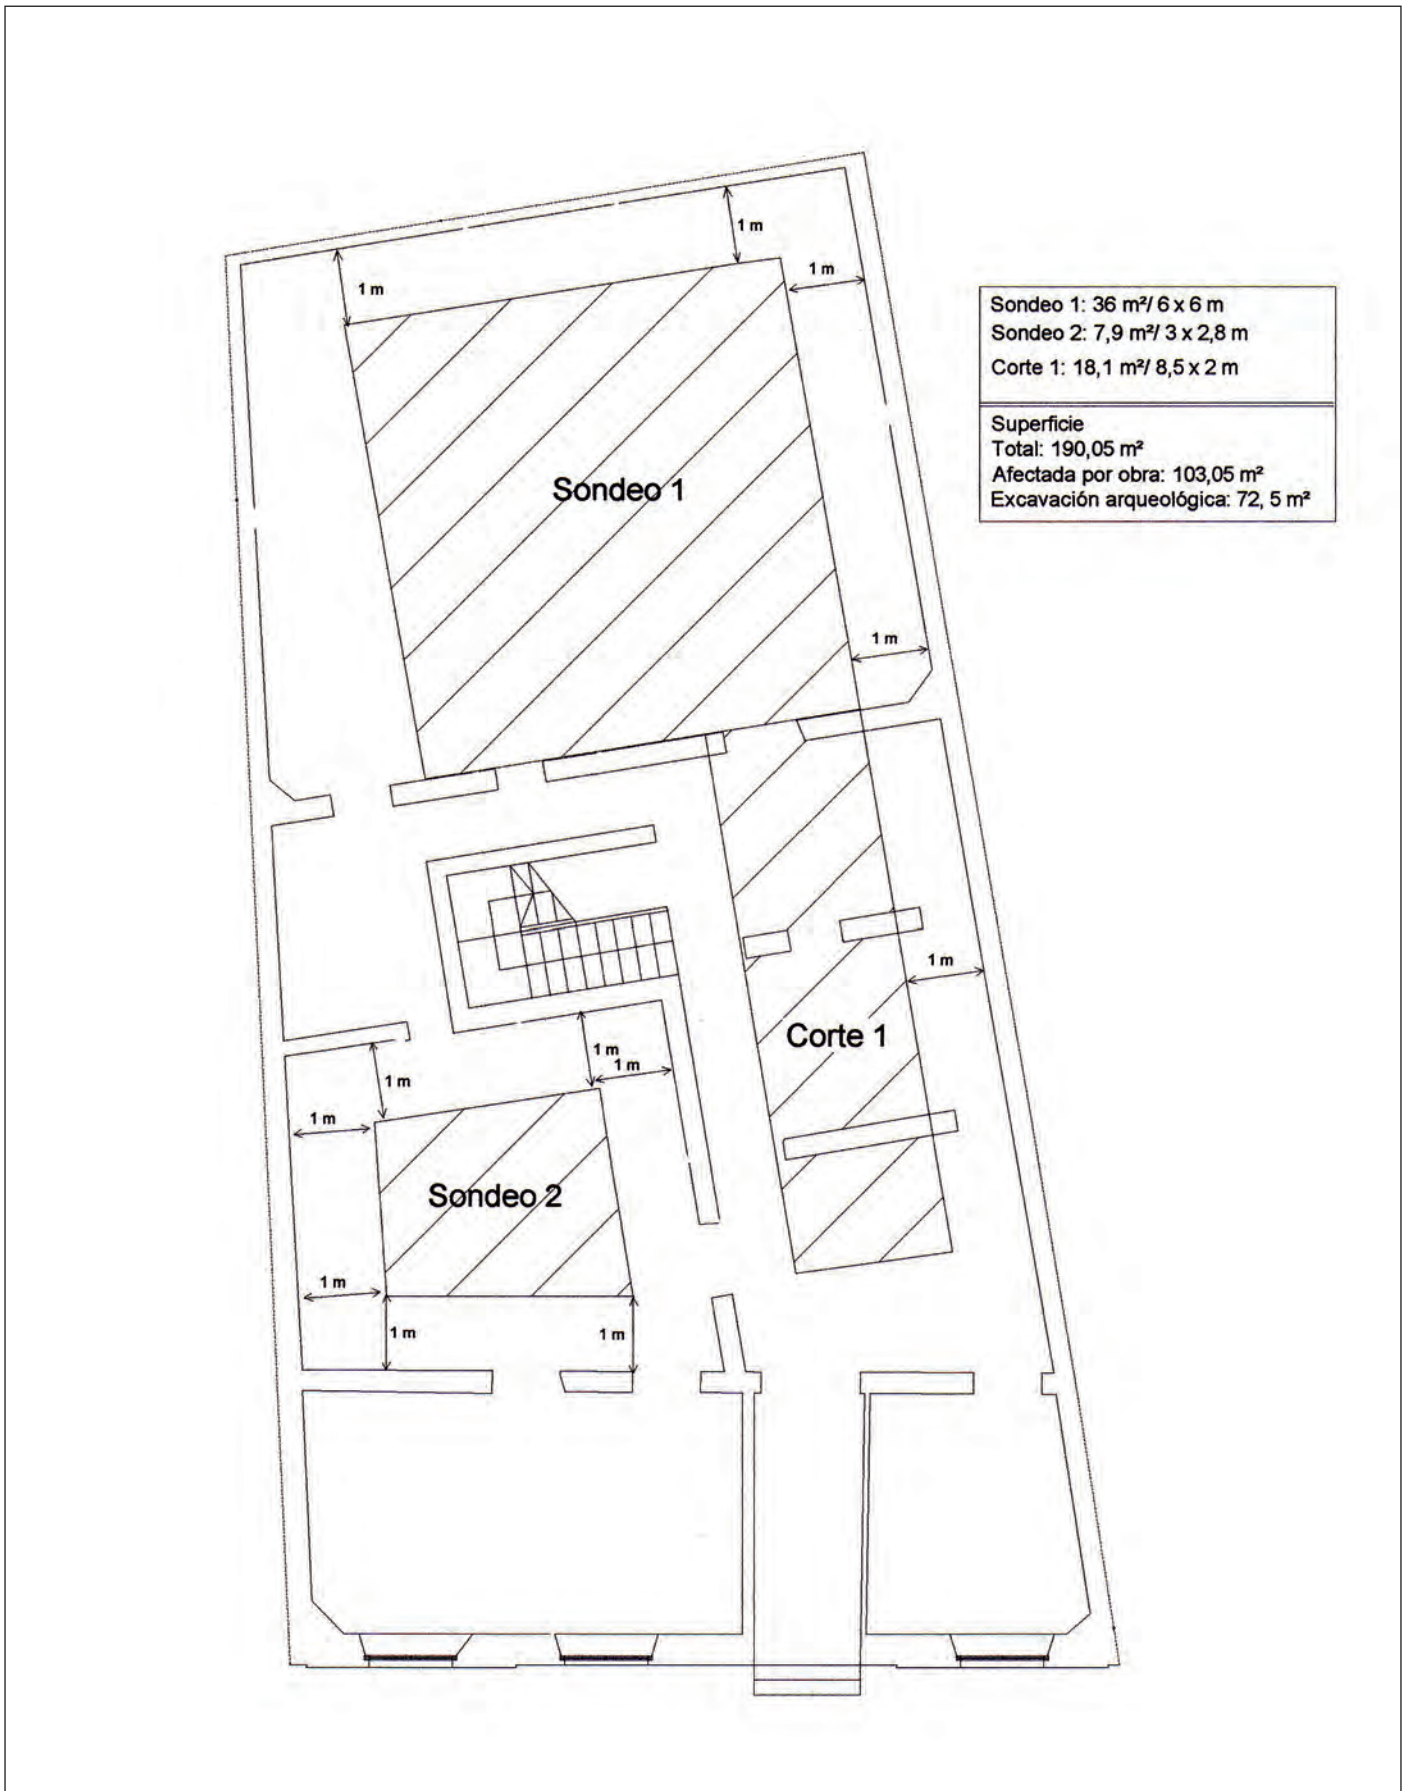 1 m
1 m
1 m
Sondeo 1: 36 m²/ 6 x 6 m
Sondeo 2: 7,9 m²/ 3 x 2,8 m
Corte 1: 18,1 m²/ 8,5 x 2 m
Superficie
Total: 190,05 m²
Afectada por obra: 103,05 m²
Excavación arqueológica: 72, 5 m²
Sondeo 1
1 m
1 m
Corte 1
1 m
1 m
1 m
1 m
Sondeo 2
1 m
1 m
1 m